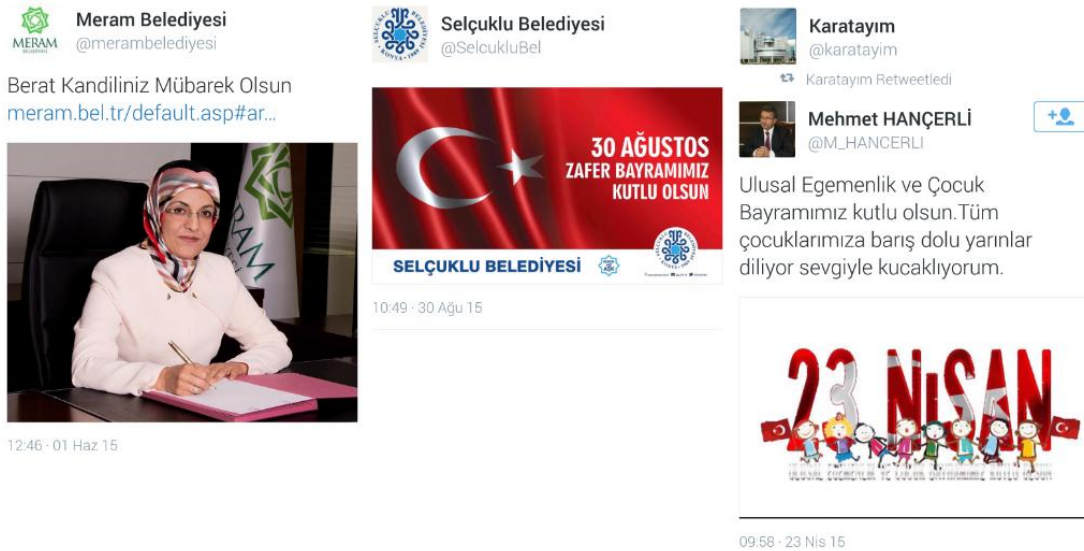 Meram Belediyesi
@merambelediyesi
MERAM
Berat Kandiliniz Mübarek Olsun
meram.bel.tr/default.asp#ar...
12:46 · 01 Haz 15
Selçuklu Belediyesi
@SelcukluBel
30 AĞUSTOS
ZAFER BAYRAMIMIZ
KUTLU OLSUN
SELÇUKLU BELEDİYESİ
10:49 · 30 Ağu 15
Karatayım
@karatayim
Karatayım Retweetledi
Mehmet HANÇERLİ
@M_HANCERLI
Ulusal Egemenlik ve Çocuk
Bayramımız kutlu olsun.Tüm
çocuklarımıza barış dolu yarınlar
diliyor sevgiyle kucaklıyorum.
23 NiSAN
09:58 · 23 Nis 15